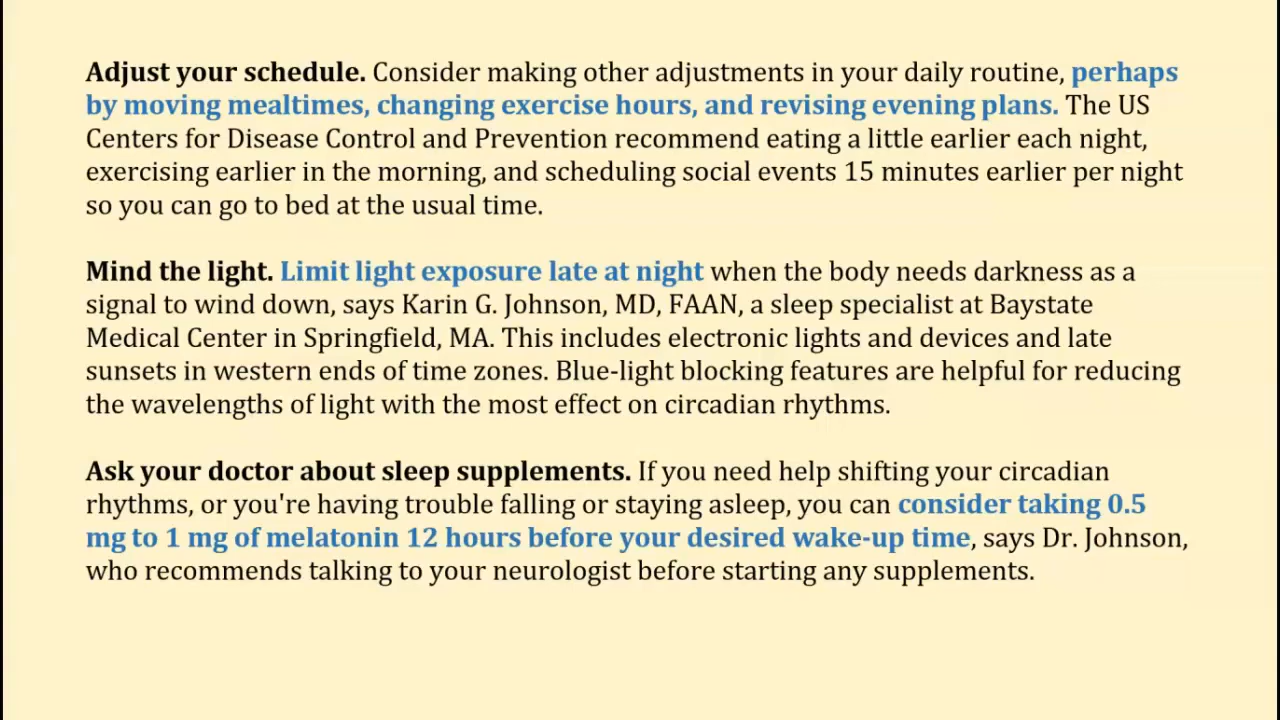 Adjust your schedule. Consider making other adjustments in your daily routine, perhaps
by moving mealtimes, changing exercise hours, and revising evening plans. The US
Centers for Disease Control and Prevention recommend eating a little earlier each night,
exercising earlier in the morning, and scheduling social events 15 minutes earlier per night
so you can go to bed at the usual time.
Mind the light. Limit light exposure late at night when the body needs darkness as a
signal to wind down, says Karin G. Johnson, MD, FAAN, a sleep specialist at Baystate
Medical Center in Springfield, MA. This includes electronic lights and devices and late
sunsets in western ends of time zones. Blue-light blocking features are helpful for reducing
the wavelengths of light with the most effect on circadian rhythms.
Ask your doctor about sleep supplements. If you need help shifting your circadian
rhythms, or you're having trouble falling or staying asleep, you can consider taking 0.5
mg to 1 mg of melatonin 12 hours before your desired wake-up time, says Dr. Johnson,
who recommends talking to your neurologist before starting any supplements.